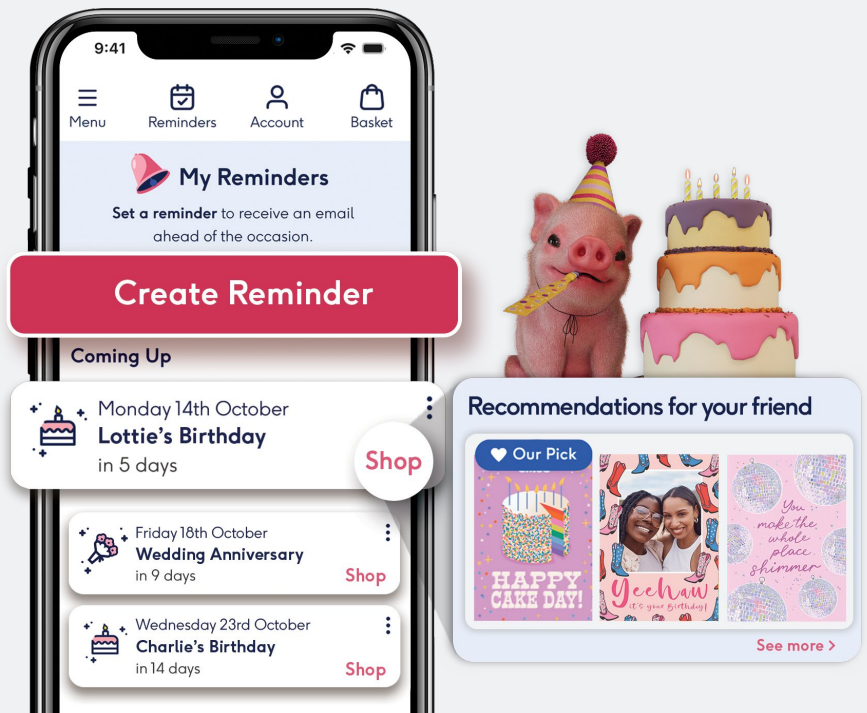 9:41
Menu
Reminders
Account
Basket
My Reminders
Set a reminder to receive an email
ahead of the occasion.
Create Reminder
Coming Up
Monday 14th October
Lottie's Birthday
in 5 days
Shop
Friday 18th October
Wedding Anniversary
in 9 days
Shop
Wednesday 23rd October
Charlie's Birthday
in 14 days
Shop
Recommendations for your friend
Our Pick
HAPPY
CAKE DAY!
Yeehaw
it's your Birthday!
You
make the
whole
place
shimmer
See more >